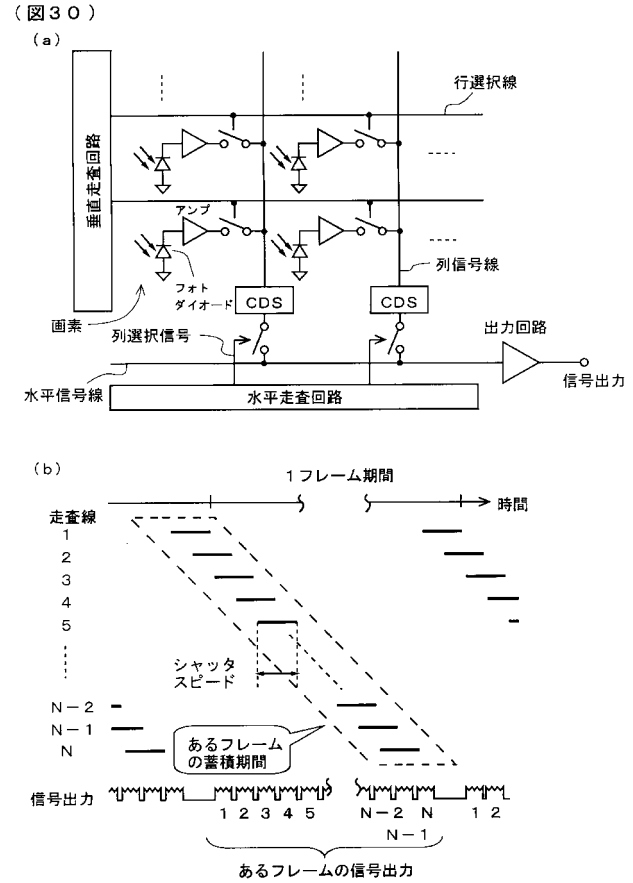 （図３０）
（a）
行選択線
垂直走査回路
アンプ
列信号線
フォト
ダイオード
CDS
CDS
画素
列選択信号
出力回路
信号出力
水平信号線
水平走査回路
（b）
１フレーム期間
時間
走査線
1
2
3
4
5
シャッタ
スピード
N－2
N－1
N
あるフレーム
の蓄積期間
信号出力
1 2 3 4 5 N－2 N 1 2
N－1
あるフレームの信号出力